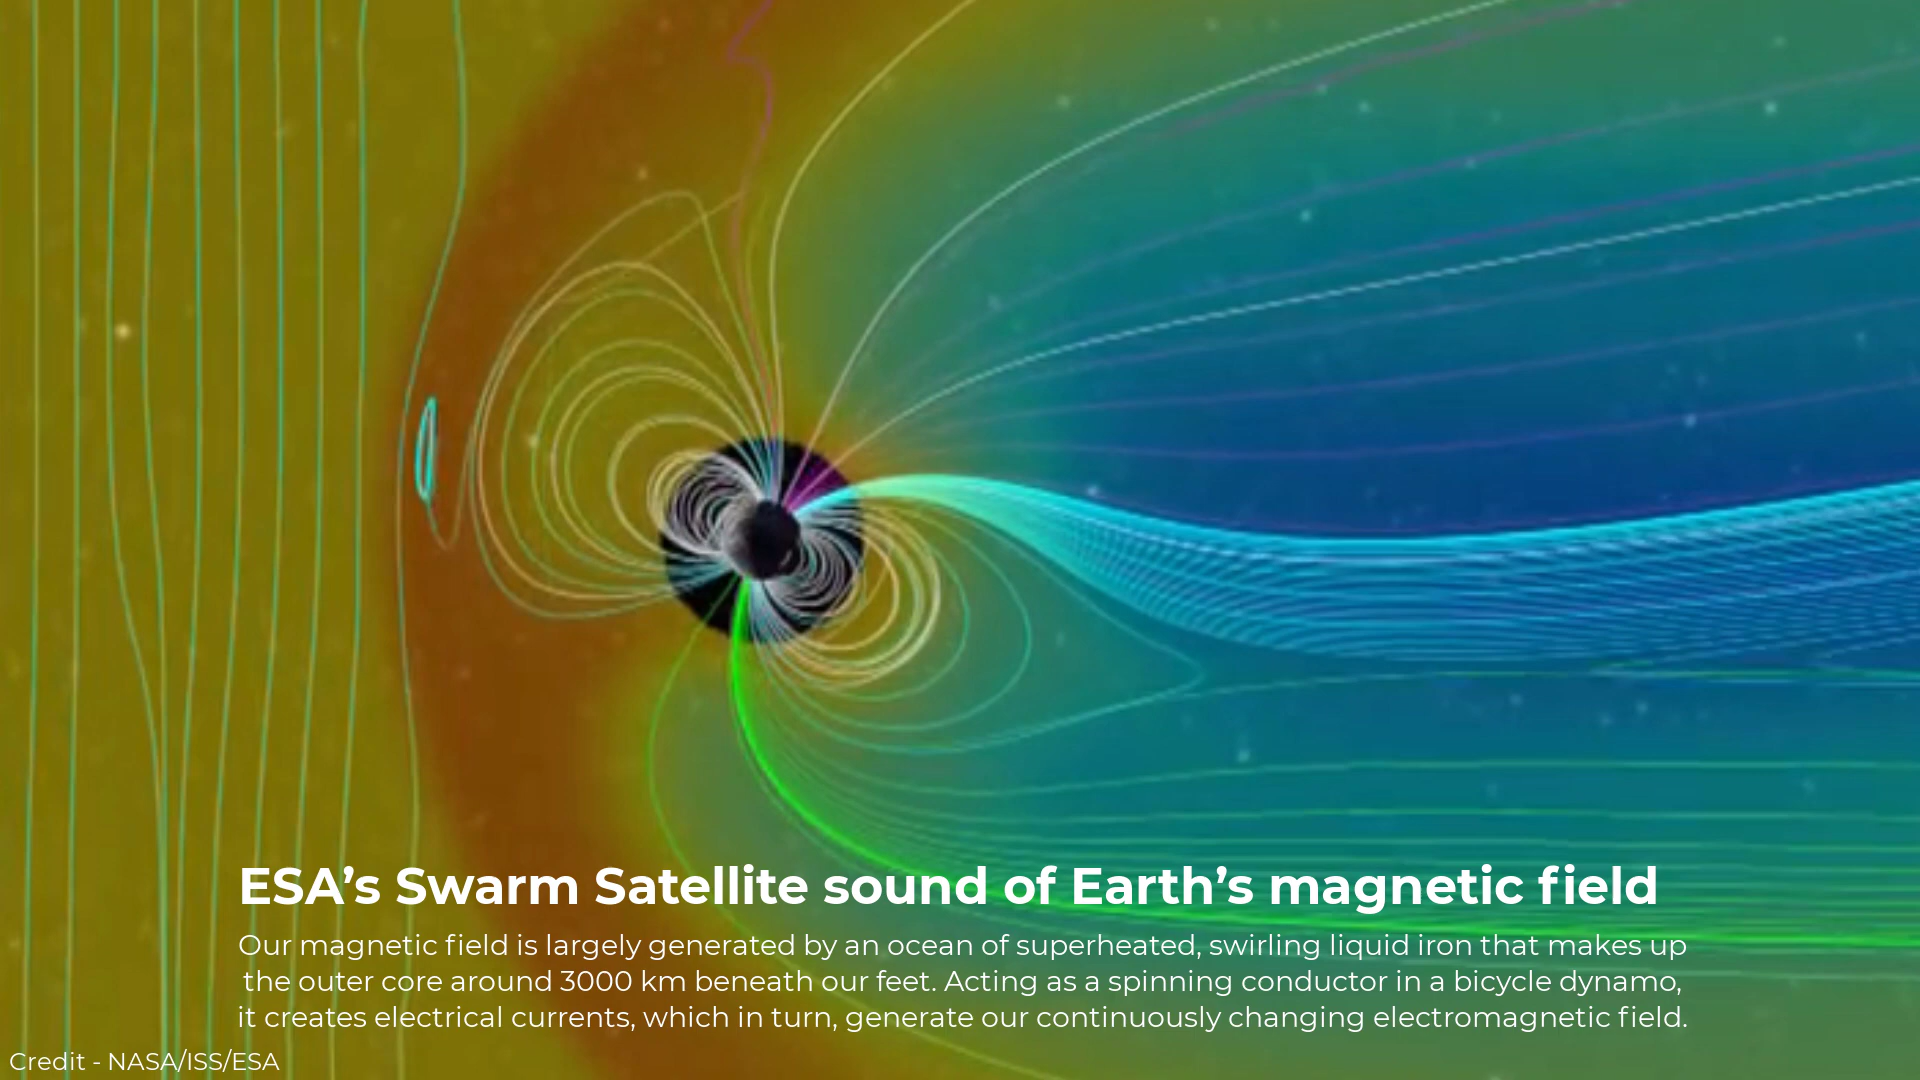 ESA’s Swarm Satellite sound of Earth’s magnetic field
Our magnetic field is largely generated by an ocean of superheated, swirling liquid iron that makes up
the outer core around 3000 km beneath our feet. Acting as a spinning conductor in a bicycle dynamo,
it creates electrical currents, which in turn, generate our continuously changing electromagnetic field.
Credit - NASA/ISS/ESA